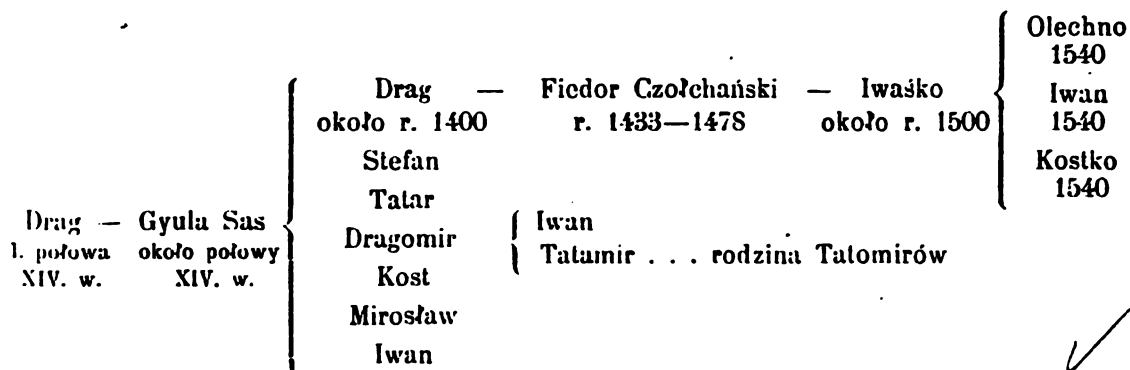 Olechno
1540
Drag — Fiedor Czołchański — Iwaśko
Iwan
około r. 1400 r. 1433—1478 około r. 1500
1540
Stefan
Kostko
1540
Tatar
Drag — Gyula Sas
Iwan
Dragomir
1. połowa około połowy
Tatamir . . . rodzina Tatomirów
XIV. w. XIV. w.
Kost
Mirosław
Iwan